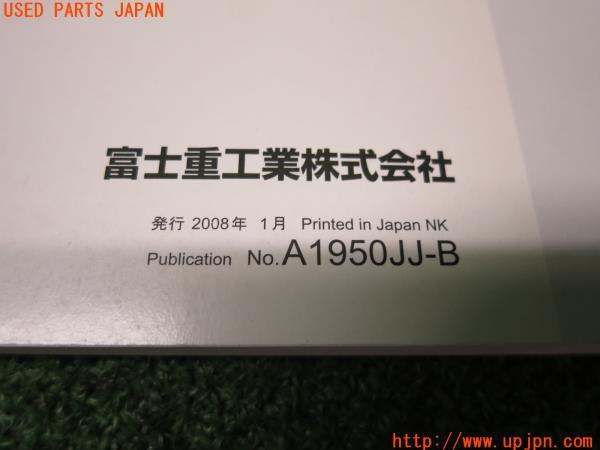 USED PARTS JAPAN
富士重工業株式会社
発行 2008年 1月 Printed in Japan NK
Publication No.A1950JJ-B
http://www.upjpn.com/